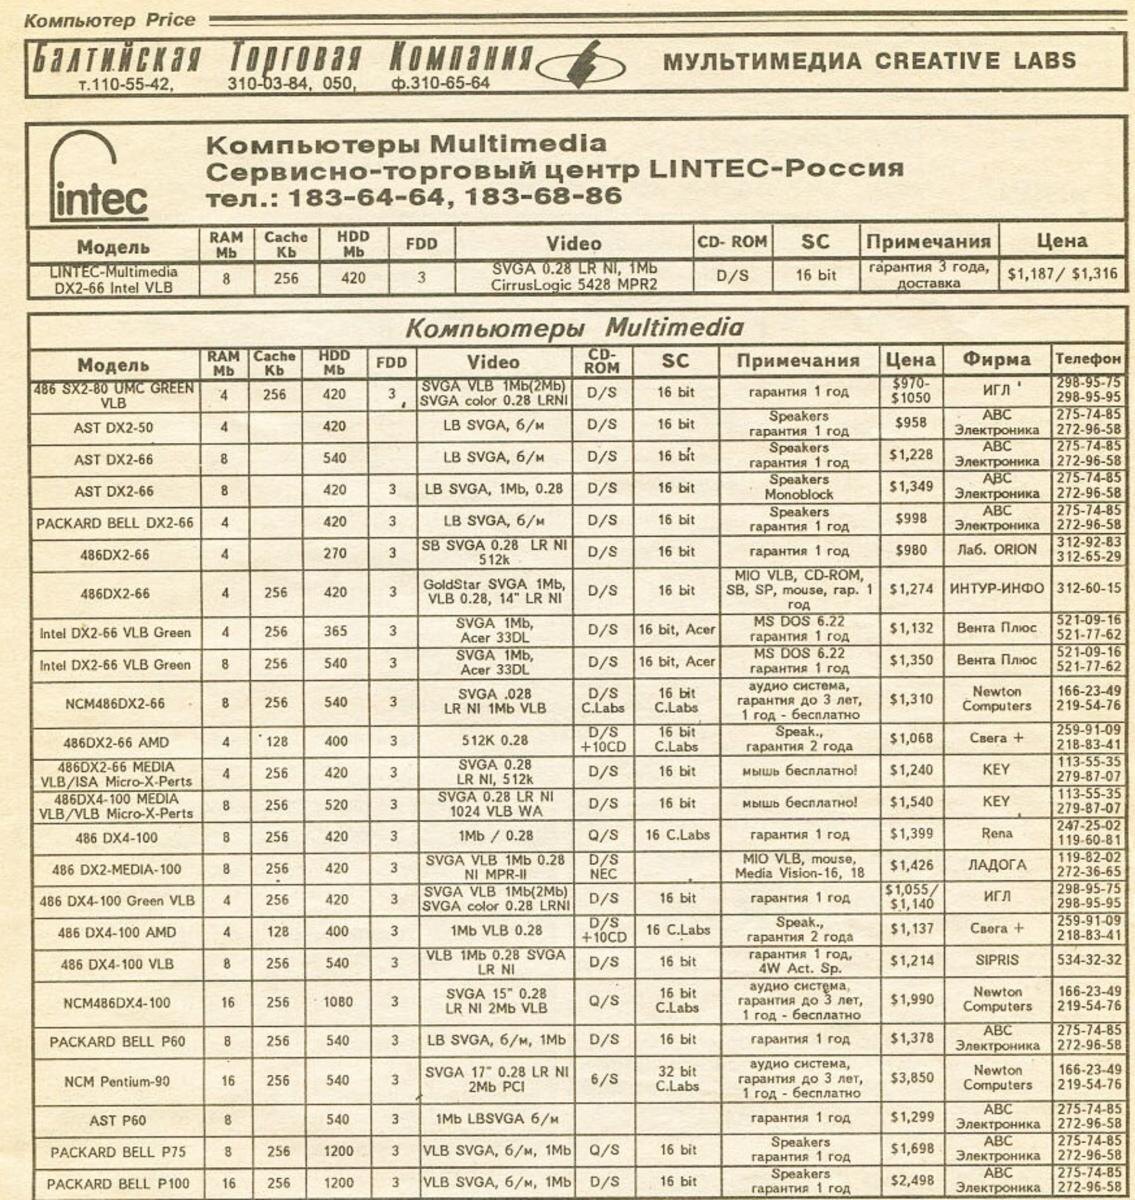 Компьютер Price
Балтийская Торговая Компания
т.110-55-42, 310-03-84, 050, ф.310-65-64
МУЛЬТИМЕДИА CREATIVE LABS
Lintec
Компьютеры Multimedia
Сервисно-торговый центр LINTEC-Россия
тел.: 183-64-64, 183-68-86
Модель RAM Mb Cache Kb HDD Mb FDD Video CD- ROM SC Примечания Цена
LINTEC-Multimedia DX2-66 Intel VLB 8 256 420 3 SVGA 0.28 LR NI, 1Mb CirrusLogic 5428 MPR2 D/S 16 bit гарантия 3 года, доставка $1,187/ $1,316
Компьютеры Multimedia
Модель RAM Mb Cache Kb HDD Mb FDD Video CD-ROM SC Примечания Цена Фирма Телефон
486 SX2-80 UMC GREEN VLB 4 256 420 3 SVGA VLB 1Mb(2Mb) SVGA color 0.28 LRNI D/S 16 bit гарантия 1 год $970-$1050 ИГЛ 298-95-75 298-95-95
AST DX2-50 4 420 LB SVGA, б/м D/S 16 bit Speakers гарантия 1 год $958 АВС Электроника 275-74-85 272-96-58
AST DX2-66 8 540 LB SVGA, б/м D/S 16 bit Speakers гарантия 1 год $1,228 АВС Электроника 275-74-85 272-96-58
AST DX2-66 8 420 3 LB SVGA, 1Mb, 0.28 D/S 16 bit Speakers Monoblock $1,349 АВС Электроника 275-74-85 272-96-58
PACKARD BELL DX2-66 4 420 3 LB SVGA, б/м D/S 16 bit Speakers гарантия 1 год $998 АВС Электроника 275-74-85 272-96-58
486DX2-66 4 270 3 SB SVGA 0.28 LR NI 512k D/S 16 bit гарантия 1 год $980 Лаб. ORION 312-92-83 312-65-29
486DX2-66 4 256 420 3 GoldStar SVGA 1Mb, VLB 0.28, 14" LR NI D/S 16 bit MIO VLB, CD-ROM, SB, SP, mouse, гар. 1 год $1,274 ИНТУР-ИНФО 312-60-15
Intel DX2-66 VLB Green 4 256 365 3 SVGA 1Mb, Acer 33DL D/S 16 bit, Acer MS DOS 6.22 гарантия 1 год $1,132 Вента Плюс 521-09-16 521-77-62
Intel DX2-66 VLB Green 8 256 540 3 SVGA 1Mb, Acer 33DL D/S 16 bit, Acer MS DOS 6.22 гарантия 1 год $1,350 Вента Плюс 521-09-16 521-77-62
NCM486DX2-66 8 256 540 3 SVGA .028 LR NI 1Mb VLB D/S C.Labs 16 bit C.Labs аудио система, гарантия до 3 лет, 1 год - бесплатно $1,310 Newton Computers 166-23-49 219-54-76
486DX2-66 AMD 4 128 400 3 512K 0.28 D/S +10CD 16 bit C.Labs Speak., гарантия 2 года $1,068 Свега + 259-91-09 218-83-41
486DX2-66 MEDIA VLB/ISA Micro-X-Perts 4 256 420 3 SVGA 0.28 LR NI, 512k D/S 16 bit мышь бесплатно! $1,240 KEY 113-55-35 279-87-07
486DX4-100 MEDIA VLB/VLB Micro-X-Perts 8 256 520 3 SVGA 0.28 LR NI 1024 VLB WA D/S 16 bit мышь бесплатно! $1,540 KEY 113-55-35 279-87-07
486 DX4-100 8 256 420 3 1Mb / 0.28 Q/S 16 C.Labs гарантия 1 год $1,399 Rena 247-25-02 119-60-81
486 DX2-MEDIA-100 8 256 420 3 SVGA VLB 1Mb 0.28 NI MPR-II D/S NEC MIO VLB, mouse, Media Vision-16, 18 $1,426 ЛАДОГА 119-82-02 272-36-65
486 DX4-100 Green VLB 4 256 420 3 SVGA VLB 1Mb(2Mb) SVGA color 0.28 LRNI D/S 16 bit гарантия 1 год $1,055/ $1,140 ИГЛ 298-95-75 298-95-95
486 DX4-100 AMD 4 128 400 3 1Mb VLB 0.28 D/S +10CD 16 C.Labs Speak., гарантия 2 года $1,137 Свега + 259-91-09 218-83-41
486 DX4-100 VLB 8 256 540 3 VLB 1Mb 0.28 SVGA LR NI D/S 16 bit гарантия 1 год, 4W Act. Sp. $1,214 SIPRIS 534-32-32
NCM486DX4-100 16 256 1080 3 SVGA 15" 0.28 LR NI 2Mb VLB Q/S 16 bit C.Labs аудио система, гарантия до 3 лет, 1 год - бесплатно $1,990 Newton Computers 166-23-49 219-54-76
PACKARD BELL P60 8 256 540 3 LB SVGA, б/м, 1Mb D/S 16 bit гарантия 1 год $1,378 АВС Электроника 275-74-85 272-96-58
NCM Pentium-90 16 256 540 3 SVGA 17" 0.28 LR NI 2Mb PCI 6/S 32 bit C.Labs аудио система, гарантия до 3 лет, 1 год - бесплатно $3,850 Newton Computers 166-23-49 219-54-76
AST P60 8 540 3 1Mb LBSVGA б/м гарантия 1 год $1,299 АВС Электроника 275-74-85 272-96-58
PACKARD BELL P75 8 256 1200 3 VLB SVGA, б/м, 1Mb Q/S 16 bit Speakers гарантия 1 год $1,698 АВС Электроника 275-74-85 272-96-58
PACKARD BELL P100 16 256 1200 3 VLB SVGA, б/м, 1Mb D/S 16 bit Speakers гарантия 1 год $2,498 АВС Электроника 275-74-85 272-96-58